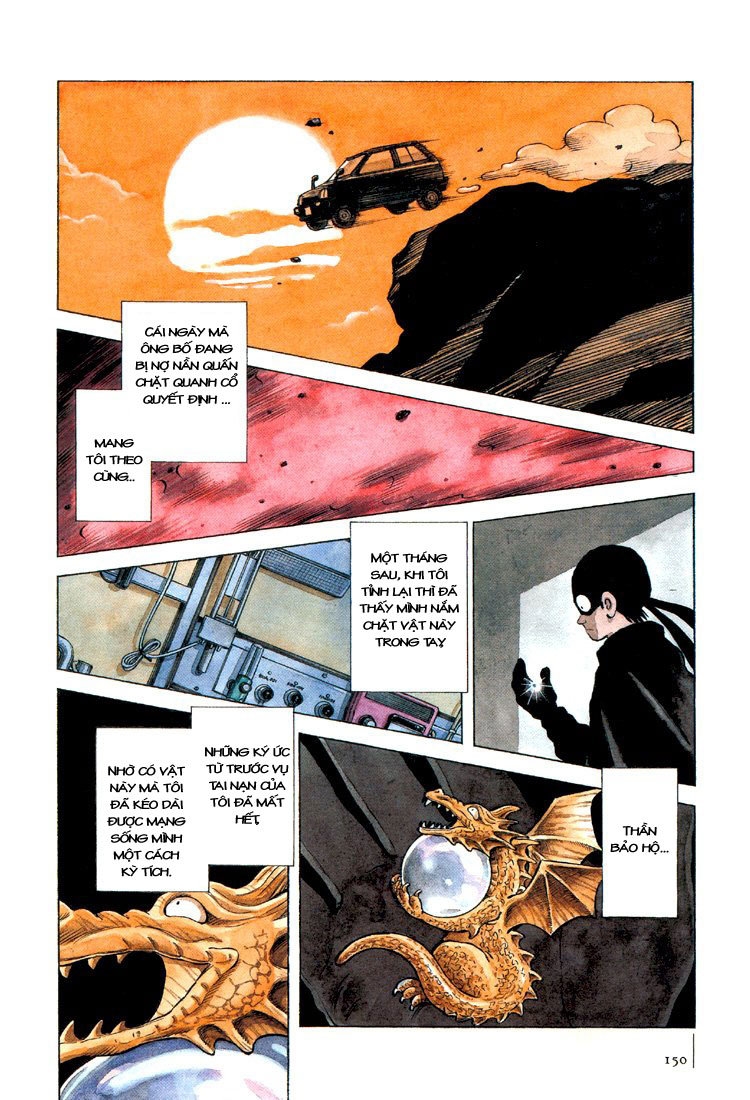 CÁI NGÀY MÀ
ÔNG BỐ ĐANG
BỊ NỢ NẦN QUẤN
CHẶT QUANH CỔ
QUYẾT ĐỊNH ...
MANG
TÔI THEO
CÙNG..
MỘT THÁNG
SAU, KHI TÔI
TỈNH LẠI THÌ ĐÃ
THẤY MÌNH NẮM
CHẶT VẬT NÀY
TRONG TAY.
NHỮNG KÝ ỨC
TỪ TRƯỚC VỤ
TAI NẠN CỦA
TÔI ĐÃ MẤT
HẾT.
NHỜ CÓ VẬT
NÀY MÀ TÔI
ĐÃ KÉO DÀI
ĐƯỢC MẠNG
SỐNG MÌNH
MỘT CÁCH
KỲ TÍCH.
THẦN
BẢO HỘ...
150